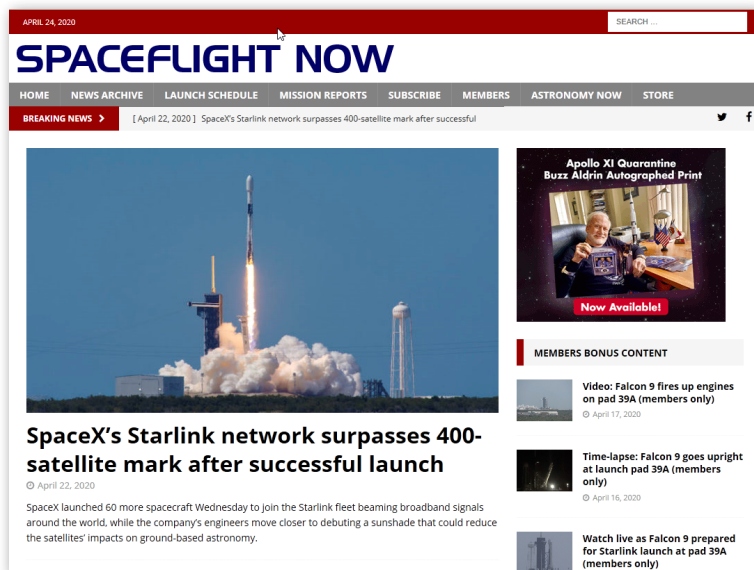 APRIL 24, 2020
SEARCH ...
SPACEFLIGHT NOW
HOME NEWS ARCHIVE LAUNCH SCHEDULE MISSION REPORTS SUBSCRIBE MEMBERS ASTRONOMY NOW STORE
BREAKING NEWS
[ April 22, 2020 ] SpaceX's Starlink network surpasses 400-satellite mark after successful
SpaceX's Starlink network surpasses 400-
satellite mark after successful launch
April 22, 2020
SpaceX launched 60 more spacecraft Wednesday to join the Starlink fleet beaming broadband signals
around the world, while the company's engineers move closer to debuting a sunshade that could reduce
the satellites' impacts on ground-based astronomy.
Apollo XI Quarantine
Buzz Aldrin Autographed Print
Now Available!
MEMBERS BONUS CONTENT
Video: Falcon 9 fires up engines
on pad 39A (members only)
April 17, 2020
Time-lapse: Falcon 9 goes upright
at launch pad 39A (members
only)
April 16, 2020
Watch live as Falcon 9 prepared
for Starlink launch at pad 39A
(members only)